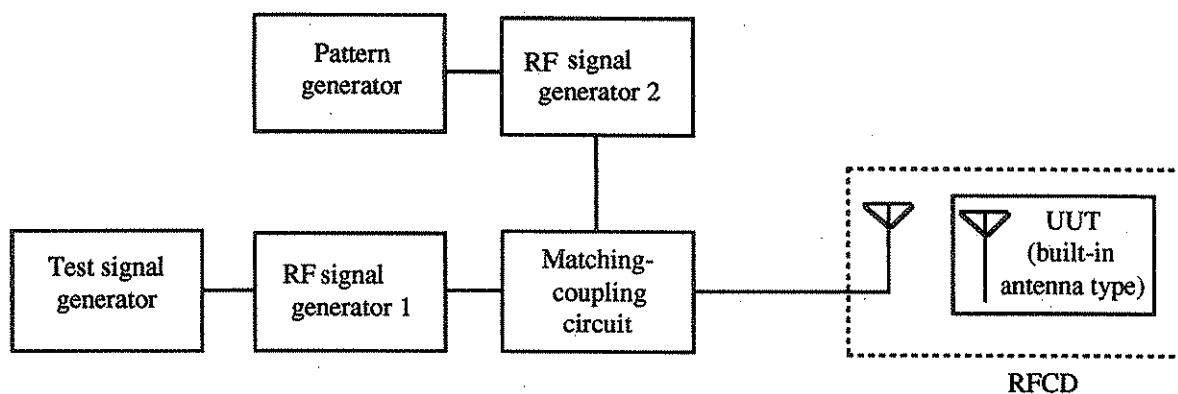 Pattern
generator
RF signal
generator 2
Test signal
generator
RF signal
generator 1
Matching-
coupling
circuit
UUT
(built-in
antenna type)
RFCD